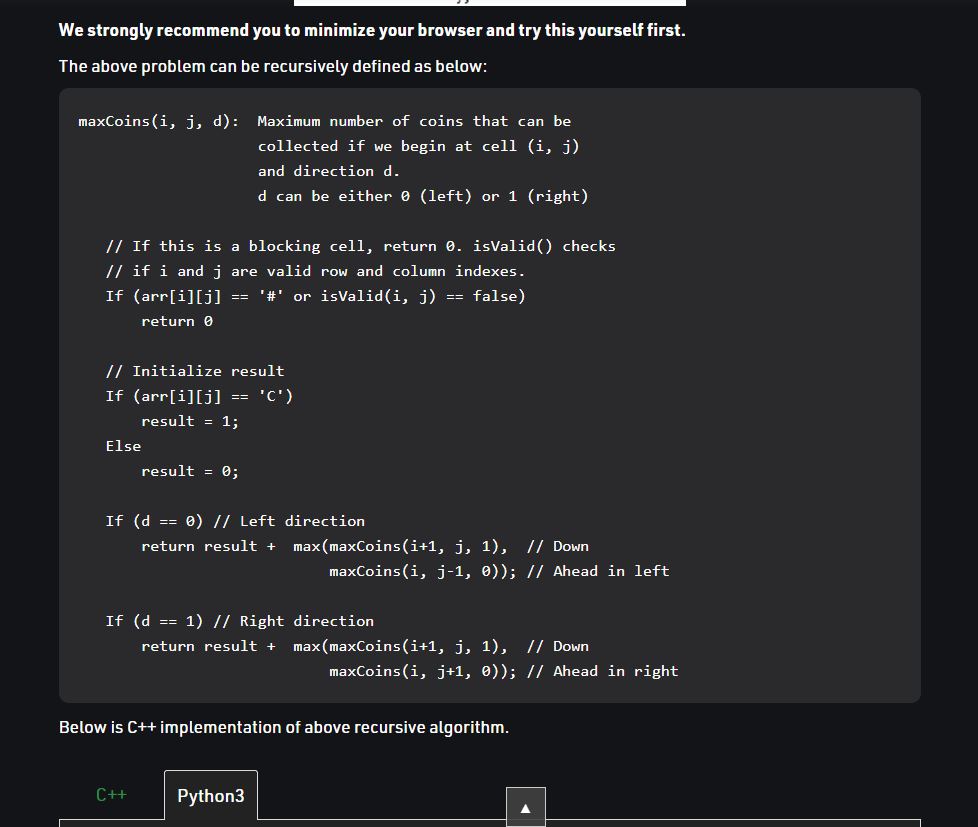 We strongly recommend you to minimize your browser and try this yourself first.
The above problem can be recursively defined as below:
maxCoins(i, j, d):  Maximum number of coins that can be
collected if we begin at cell (i, j)
and direction d.
d can be either 0 (left) or 1 (right)
// If this is a blocking cell, return 0. isValid() checks
// if i and j are valid row and column indexes.
If (arr[i][j] == '#' or isValid(i, j) == false)
return 0
// Initialize result
If (arr[i][j] == 'C')
result = 1;
Else
result = 0;
If (d == 0) // Left direction
return result +  max(maxCoins(i+1, j, 1),  // Down
maxCoins(i, j-1, 0)); // Ahead in left
If (d == 1) // Right direction
return result +  max(maxCoins(i+1, j, 1),  // Down
maxCoins(i, j+1, 0)); // Ahead in right
Below is C++ implementation of above recursive algorithm.
C++
Python3
▲